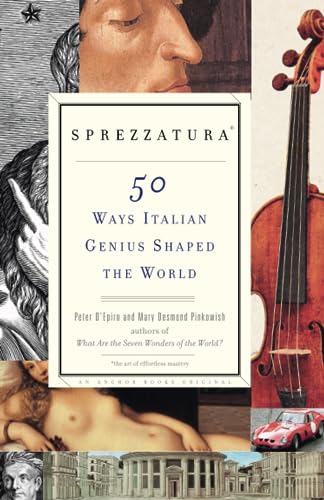 SPREZZATURA*
50
WAYS ITALIAN
GENIUS SHAPED
THE WORLD
Peter D'Epiro and Mary Desmond Pinkowish
authors of
What Are the Seven Wonders of the World?
*the art of effortless mastery
AN ANCHOR BOOKS ORIGINAL